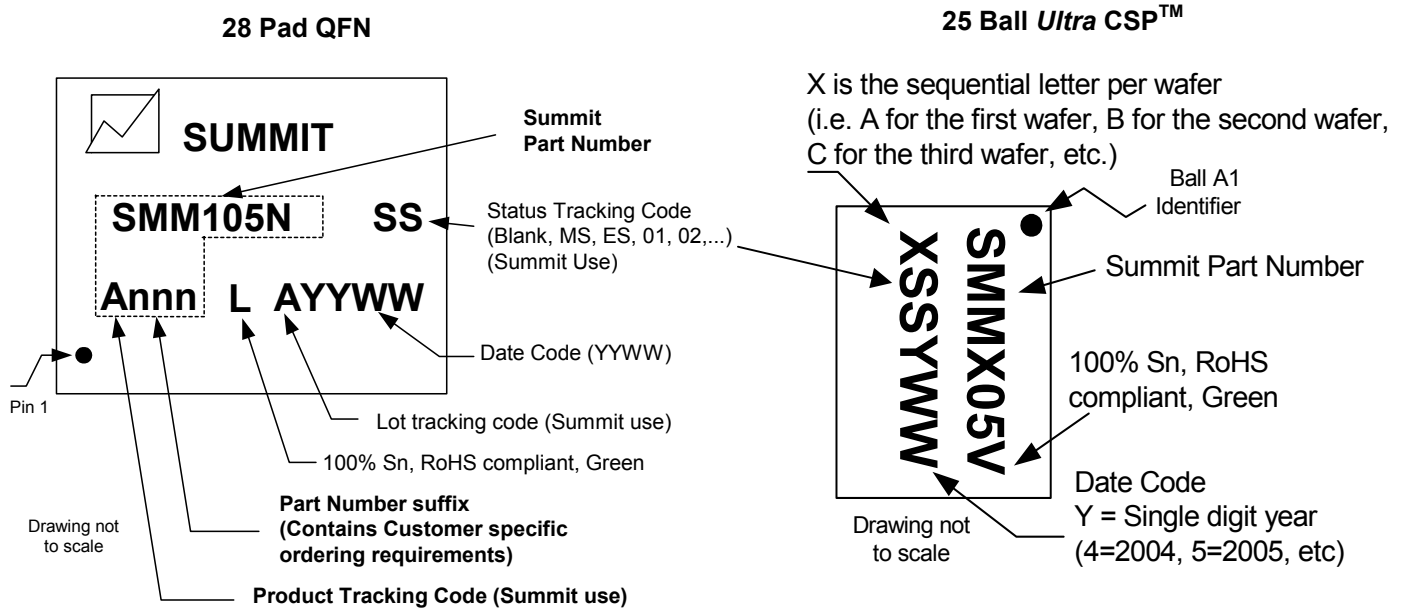 28 Pad QFN
SUMMIT
SMM105N SS
Annn L AYYWW
Pin 1
Summit
Part Number
Status Tracking Code
(Blank, MS, ES, 01, 02,...)
(Summit Use)
Date Code (YYWW)
Lot tracking code (Summit use)
100% Sn, RoHS compliant, Green
Part Number suffix
(Contains Customer specific
ordering requirements)
Product Tracking Code (Summit use)
Drawing not
to scale
25 Ball Ultra CSP™
X is the sequential letter per wafer
(i.e. A for the first wafer, B for the second wafer,
C for the third wafer, etc.)
Ball A1
Identifier
SMMX05V
XSSYWW
Summit Part Number
100% Sn, RoHS
compliant, Green
Date Code
Y = Single digit year
(4=2004, 5=2005, etc)
Drawing not
to scale